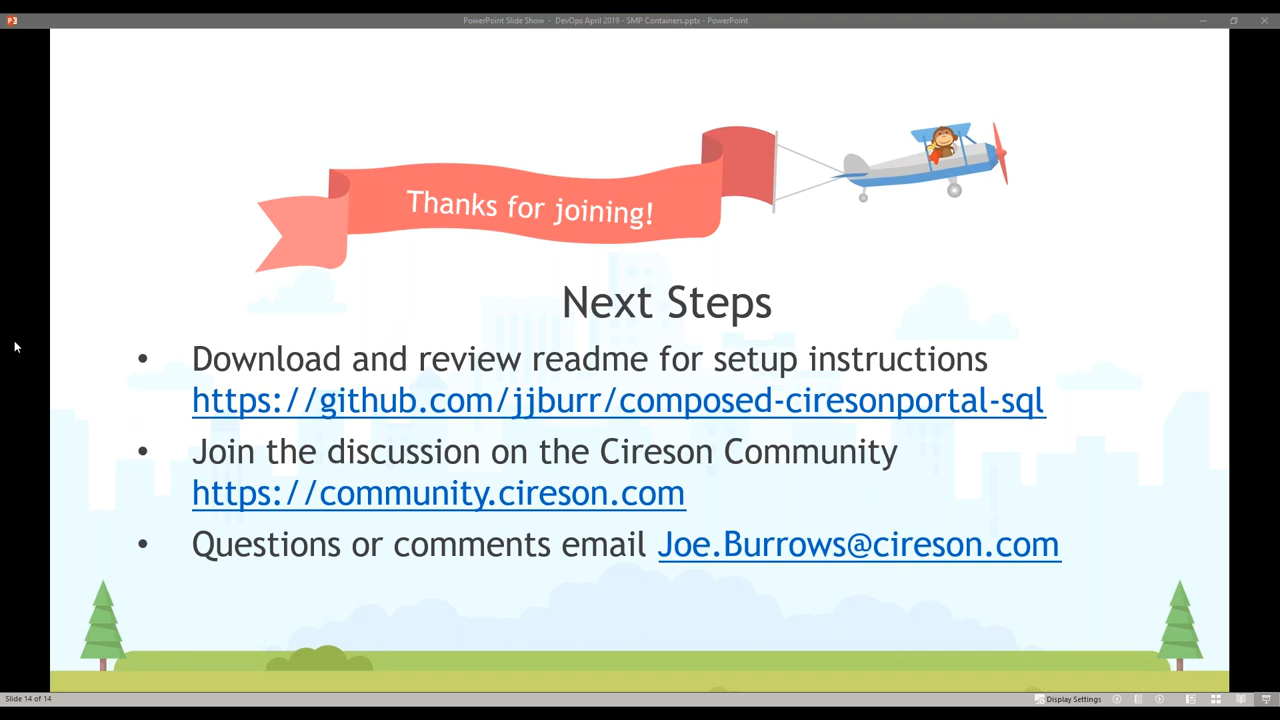 PowerPoint Slide Show - DevOps April 2019 - SMP Containers.pptx - PowerPoint
Thanks for joining!
Next Steps
• Download and review readme for setup instructions
https://github.com/jjburr/composed-ciresonportal-sql
• Join the discussion on the Cireson Community
https://community.cireson.com
• Questions or comments email Joe.Burrows@cireson.com
Slide 14 of 14
Display Settings